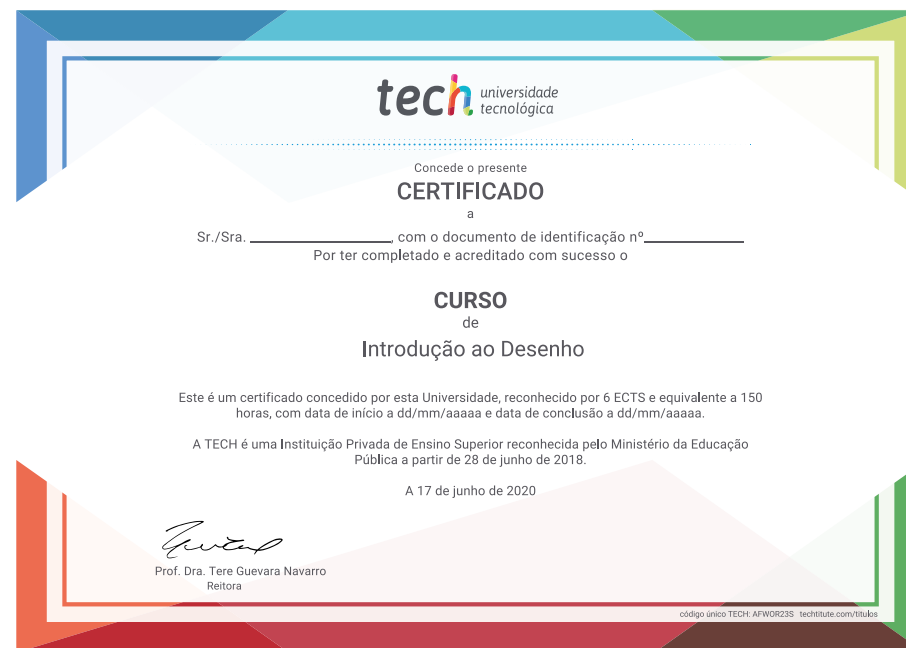 tech universidade
tecnológica
Concede o presente
CERTIFICADO
a
Sr./Sra. ____________________, com o documento de identificação nº______________
Por ter completado e acreditado com sucesso o
CURSO
de
Introdução ao Desenho
Este é um certificado concedido por esta Universidade, reconhecido por 6 ECTS e equivalente a 150
horas, com data de início a dd/mm/aaaaa e data de conclusão a dd/mm/aaaaa.
A TECH é uma Instituição Privada de Ensino Superior reconhecida pelo Ministério da Educação
Pública a partir de 28 de junho de 2018.
A 17 de junho de 2020
Prof. Dra. Tere Guevara Navarro
Reitora
código único TECH: AFWOR23S techtitute.com/titulos